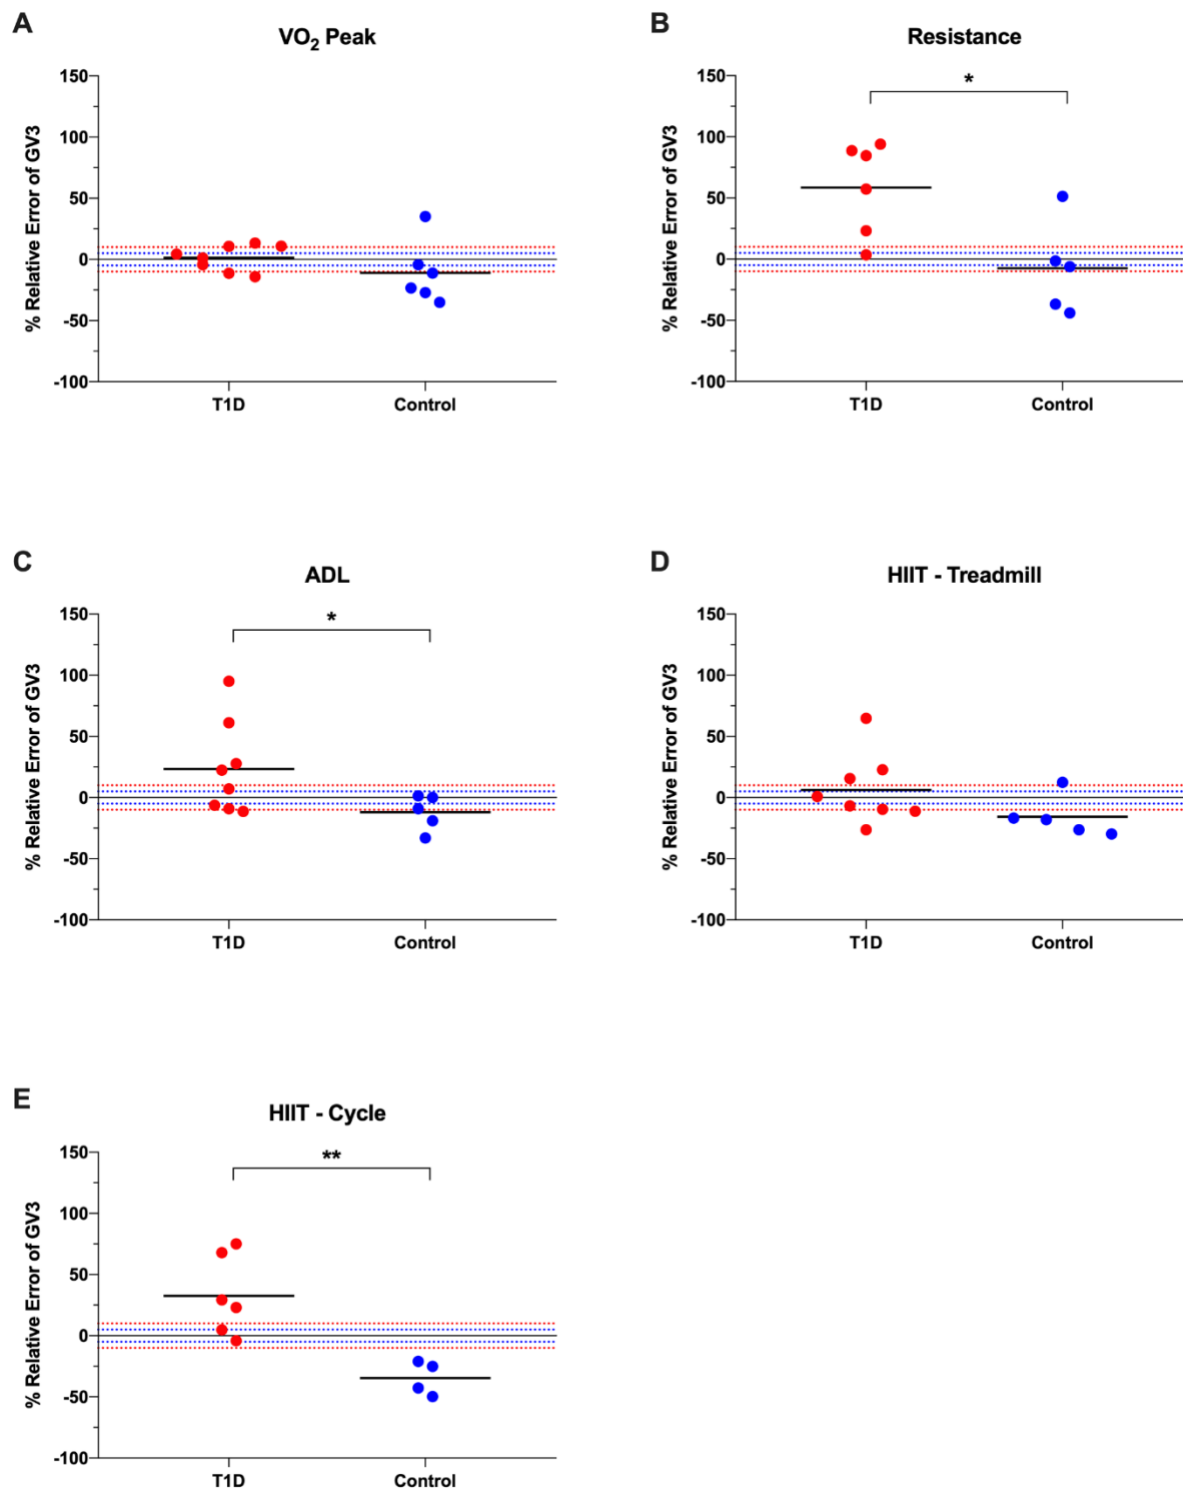 A
VO2 Peak
% Relative Error of GV3
150
100
50
0
-50
-100
T1D
Control
B
Resistance
*
% Relative Error of GV3
150
100
50
0
-50
-100
T1D
Control
C
ADL
*
% Relative Error of GV3
150
100
50
0
-50
-100
T1D
Control
D
HIIT - Treadmill
% Relative Error of GV3
150
100
50
0
-50
-100
T1D
Control
E
HIIT - Cycle
**
% Relative Error of GV3
150
100
50
0
-50
-100
T1D
Control